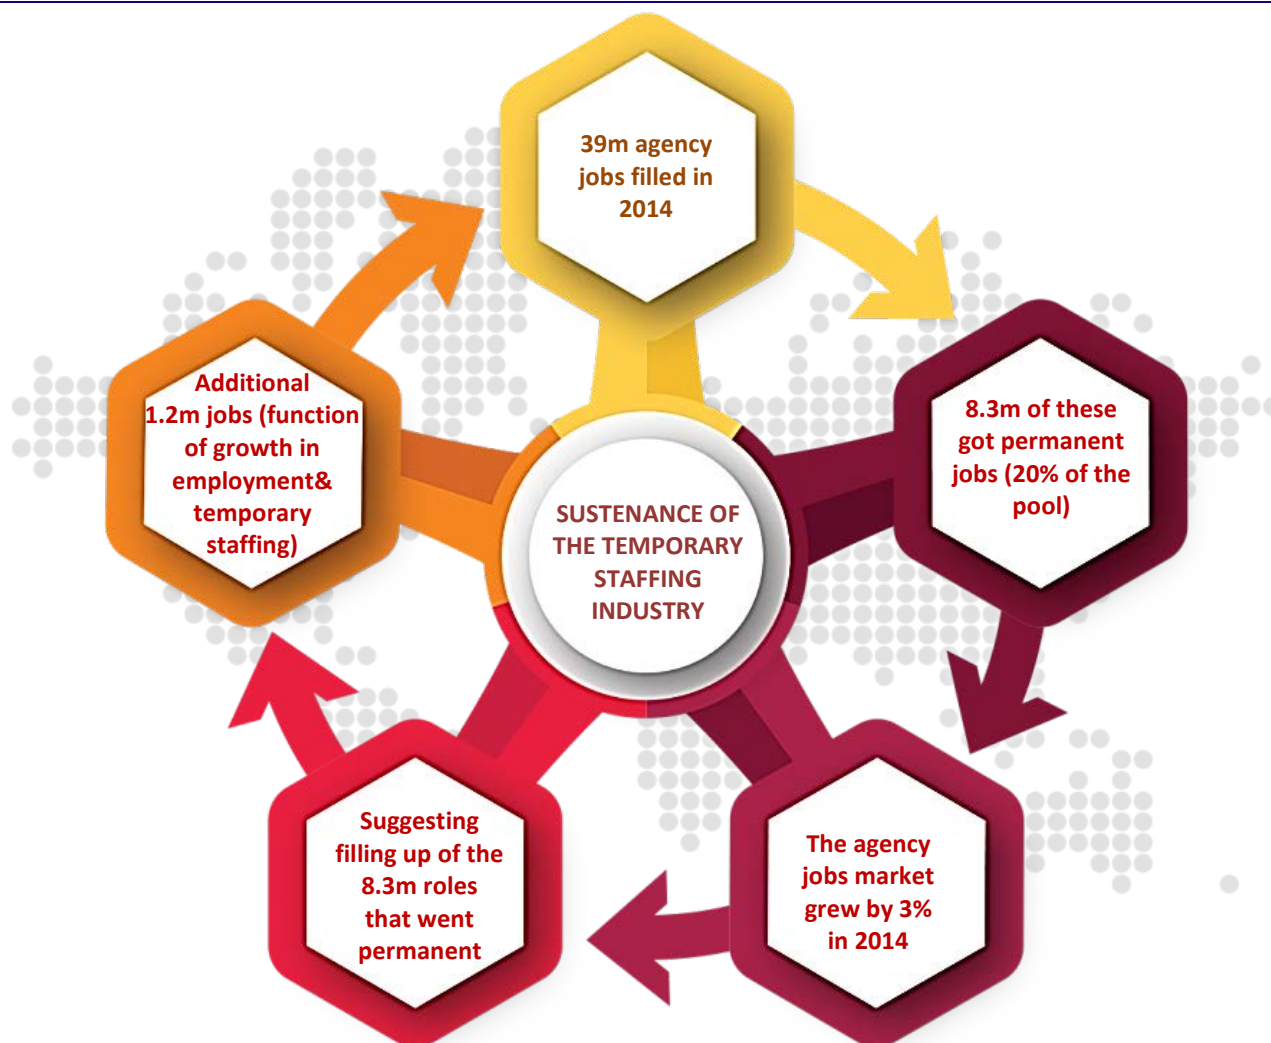 39m agency
jobs filled in
2014
8.3m of these
got permanent
jobs (20% of the
pool)
The agency
jobs market
grew by 3%
in 2014
Suggesting
filling up of the
8.3m roles
that went
permanent
Additional
1.2m jobs (function
of growth in
employment&
temporary
staffing)
SUSTENANCE OF
THE TEMPORARY
STAFFING
INDUSTRY